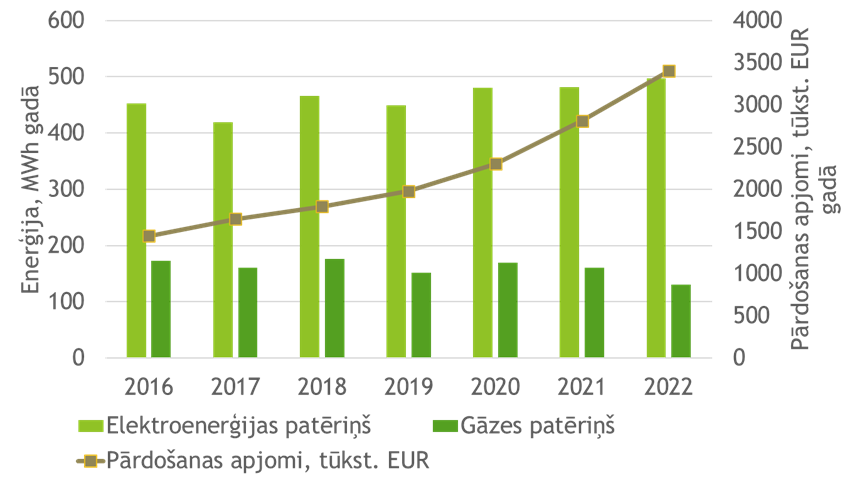 600
500
400
300
200
100
0
Enerģija, MWh gadā
4000
3500
3000
2500
2000
1500
1000
500
0
Pārdošanas apjomi, tūkst. EUR
gadā
2016 2017 2018 2019 2020 2021 2022
Elektroenerģijas patēriņš Gāzes patēriņš
Pārdošanas apjomi, tūkst. EUR